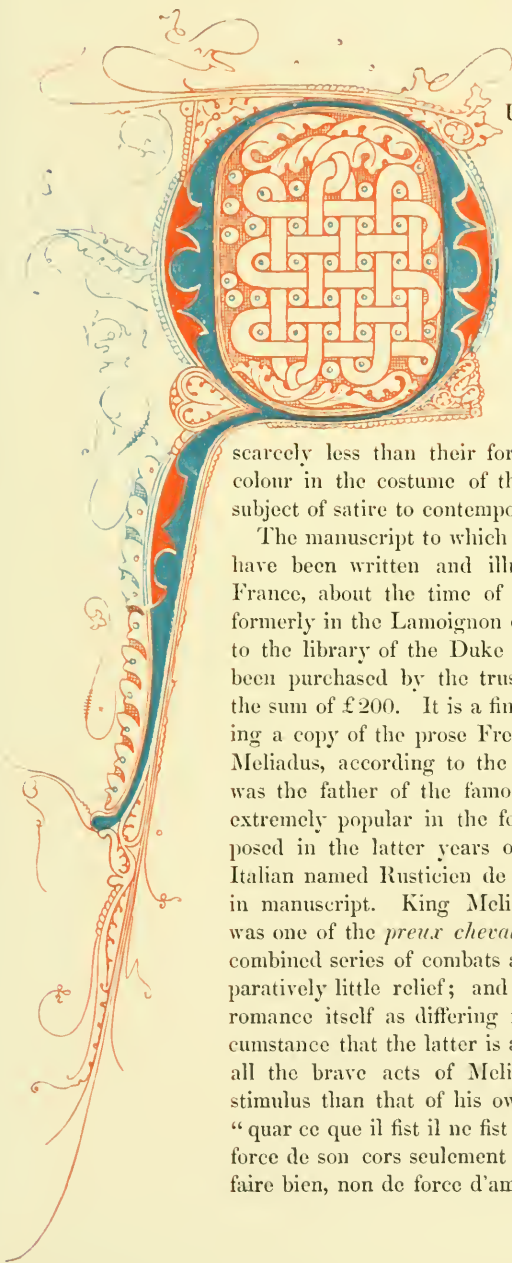 scarcely less than their for
colour in the costume of th
subject of satire to contempo
The manuscript to which
have been written and illu
France, about the time of
formerly in the Lamoignon
to the library of the Duke
been purchased by the trus
the sum of £200. It is a fin
ing a copy of the prose Fre
Meliadus, according to the
was the father of the famo
extremely popular in the fo
posed in the latter years o
Italian named Rusticien de
in manuscript. King Meli
was one of the preux cheval
combined series of combats a
paratively little relief; and
romance itself as differing
cumstance that the latter is a
all the brave acts of Meli
stimulus than that of his ow
“ quar ce que il fist il ne fist
force de son cors seulement
faire bien, non de force d'am